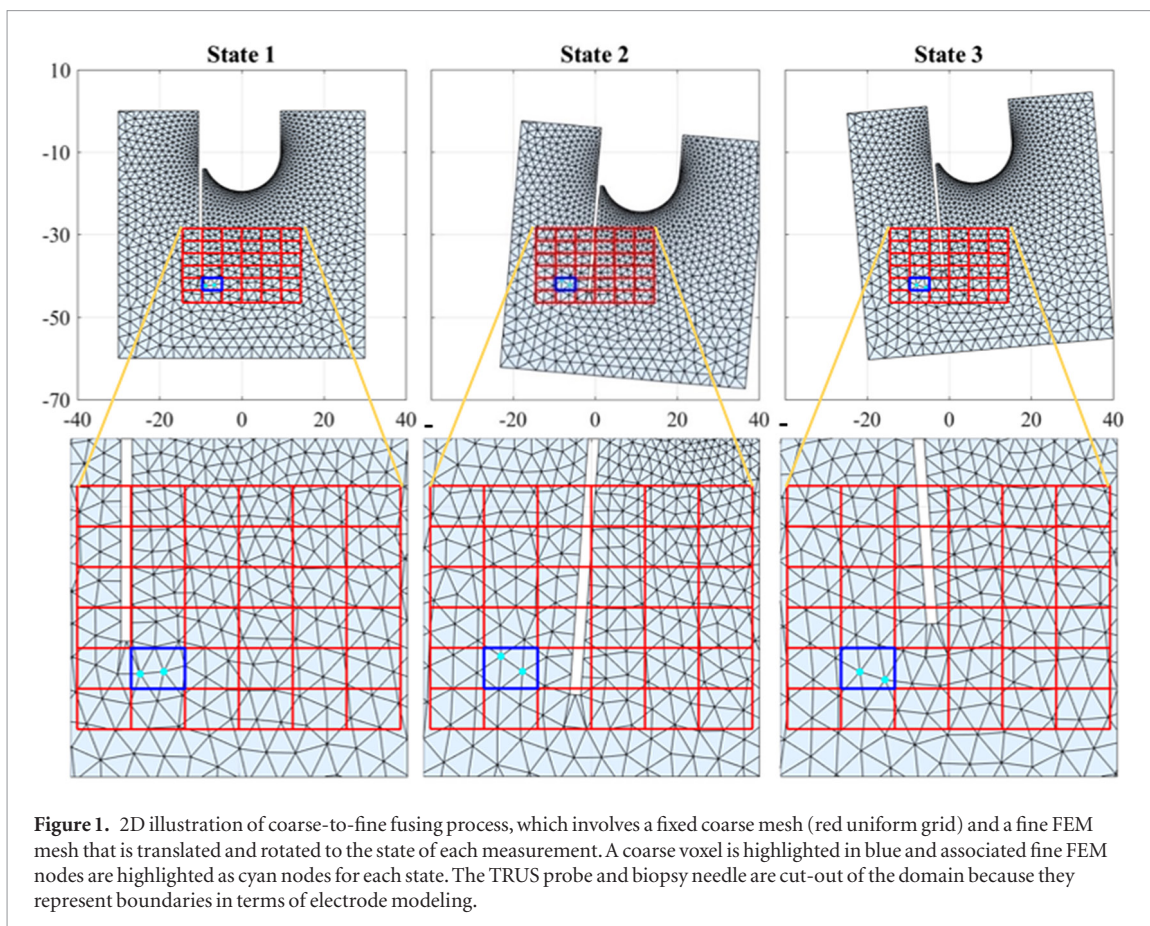 State 1 State 2 State 3
10
-10
-30
-50
-70
-40 -20 0 20 40 -20 0 20 40 -20 0 20 40
Figure 1. 2D illustration of coarse-to-fine fusing process, which involves a fixed coarse mesh (red uniform grid) and a fine FEM
mesh that is translated and rotated to the state of each measurement. A coarse voxel is highlighted in blue and associated fine FEM
nodes are highlighted as cyan nodes for each state. The TRUS probe and biopsy needle are cut-out of the domain because they
represent boundaries in terms of electrode modeling.